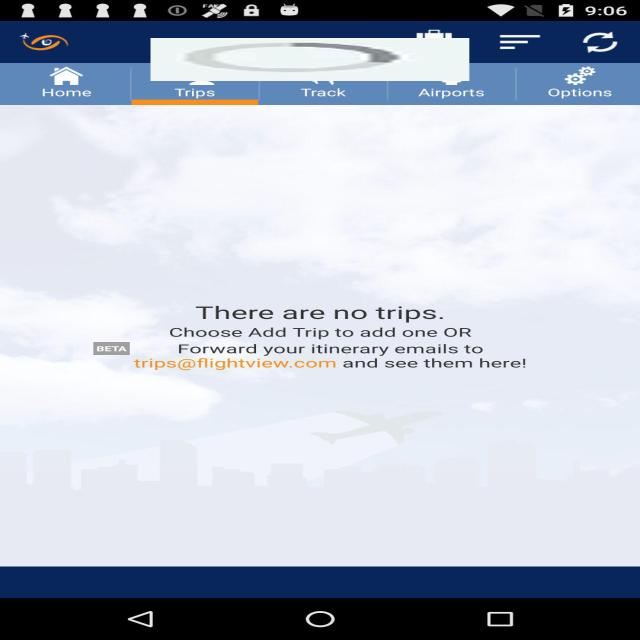 9:06
Home
Trips
Track
Airports
Options
There are no trips.
Choose Add Trip to add one OR
BETA Forward your itinerary emails to
trips@flightview.com and see them here!